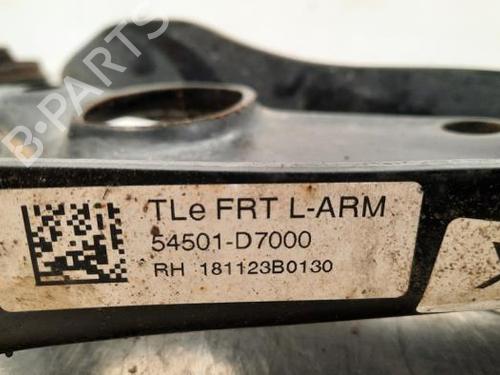 B-PARTS
TLe FRT L-ARM
54501-D7000
RH 181123B0130